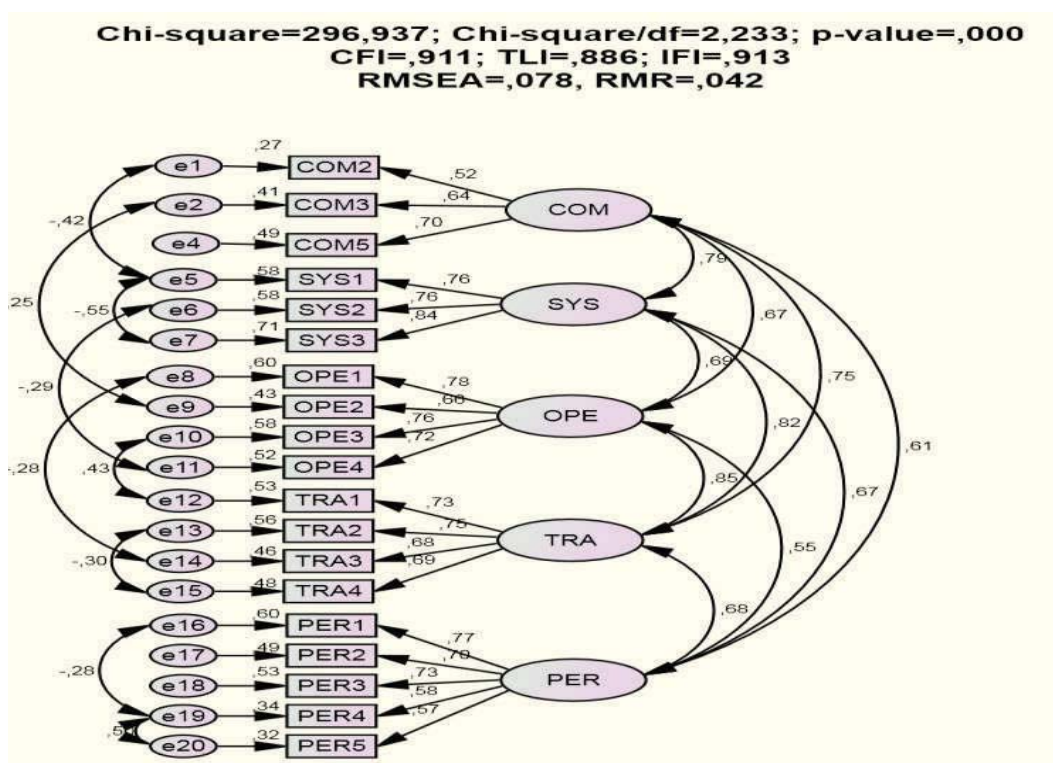 Chi-square=296,937; Chi-square/df=2,233; p-value=,000
CFI=,911; TLI=,886; IFI=,913
RMSEA=,078, RMR=,042
e1 ,27 COM2 ,52
e2 ,41 COM3 ,64 COM
-,42
e4 ,49 COM5 ,70
,79
e5 ,58 SYS1 ,76
,25 -,55 e6 ,58 SYS2 ,76 SYS ,67
e7 ,71 SYS3 ,84
,69
e8 ,60 OPE1 ,78 ,75
-,29
e9 ,43 OPE2 ,66 OPE ,82
e10 ,58 OPE3 ,76
,61
-,28 ,43 e11 ,52 OPE4 ,72
,85
e12 ,53 TRA1 ,73 ,67
e13 ,56 TRA2 ,75 TRA
-,30 e14 ,46 TRA3 ,68 ,55
e15 ,48 TRA4 ,69
,68
e16 ,60 PER1 ,77
e17 ,49 PER2 ,70
-,28
e18 ,53 PER3 ,73 PER
e19 ,34 PER4 ,58
e20 ,32 PER5 ,57